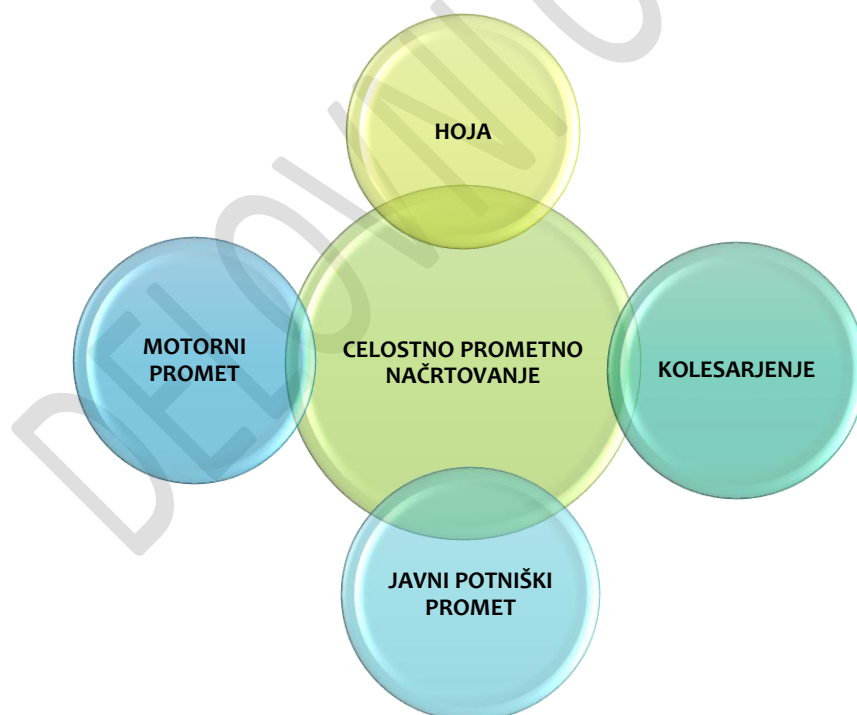 HOJA
MOTORNI
PROMET
CELOSTNO PROMETNO
NAČRTOVANJE
KOLESARJENJE
JAVNI POTNIŠKI
PROMET